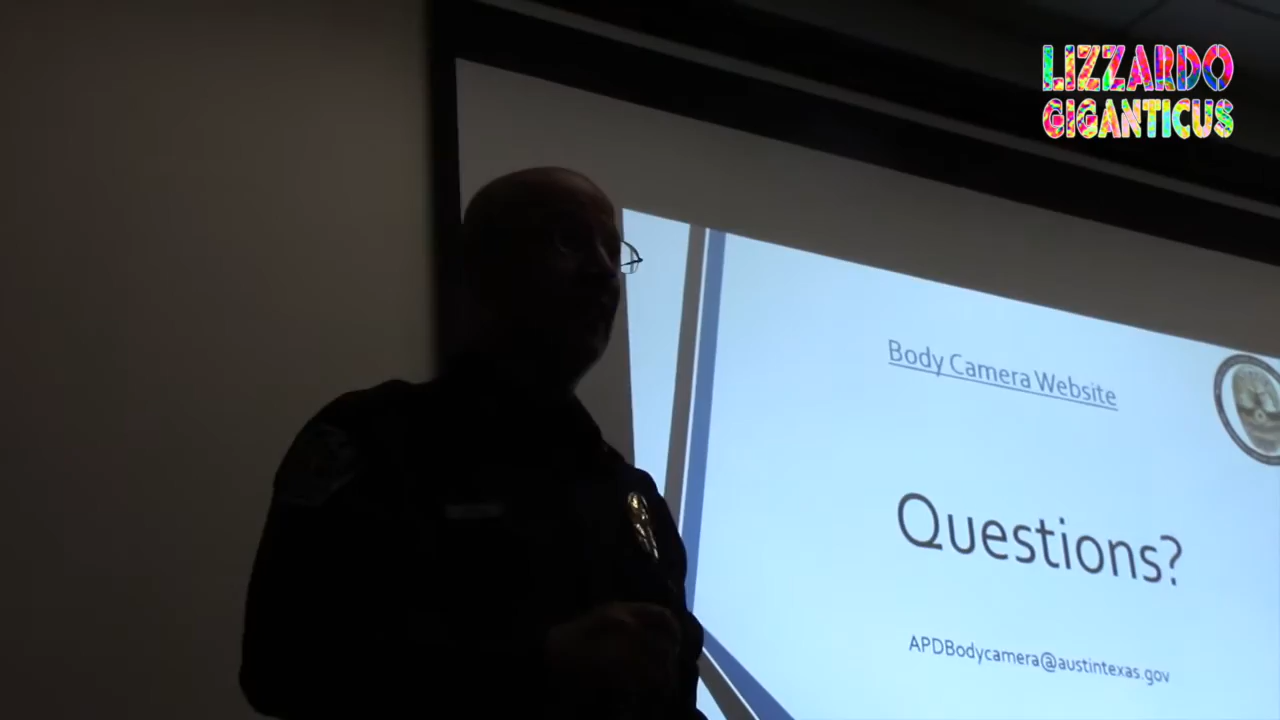 LIZZARDO
GIGANTICUS
Body Camera Website
Questions?
APDBodycamera@austintexas.gov